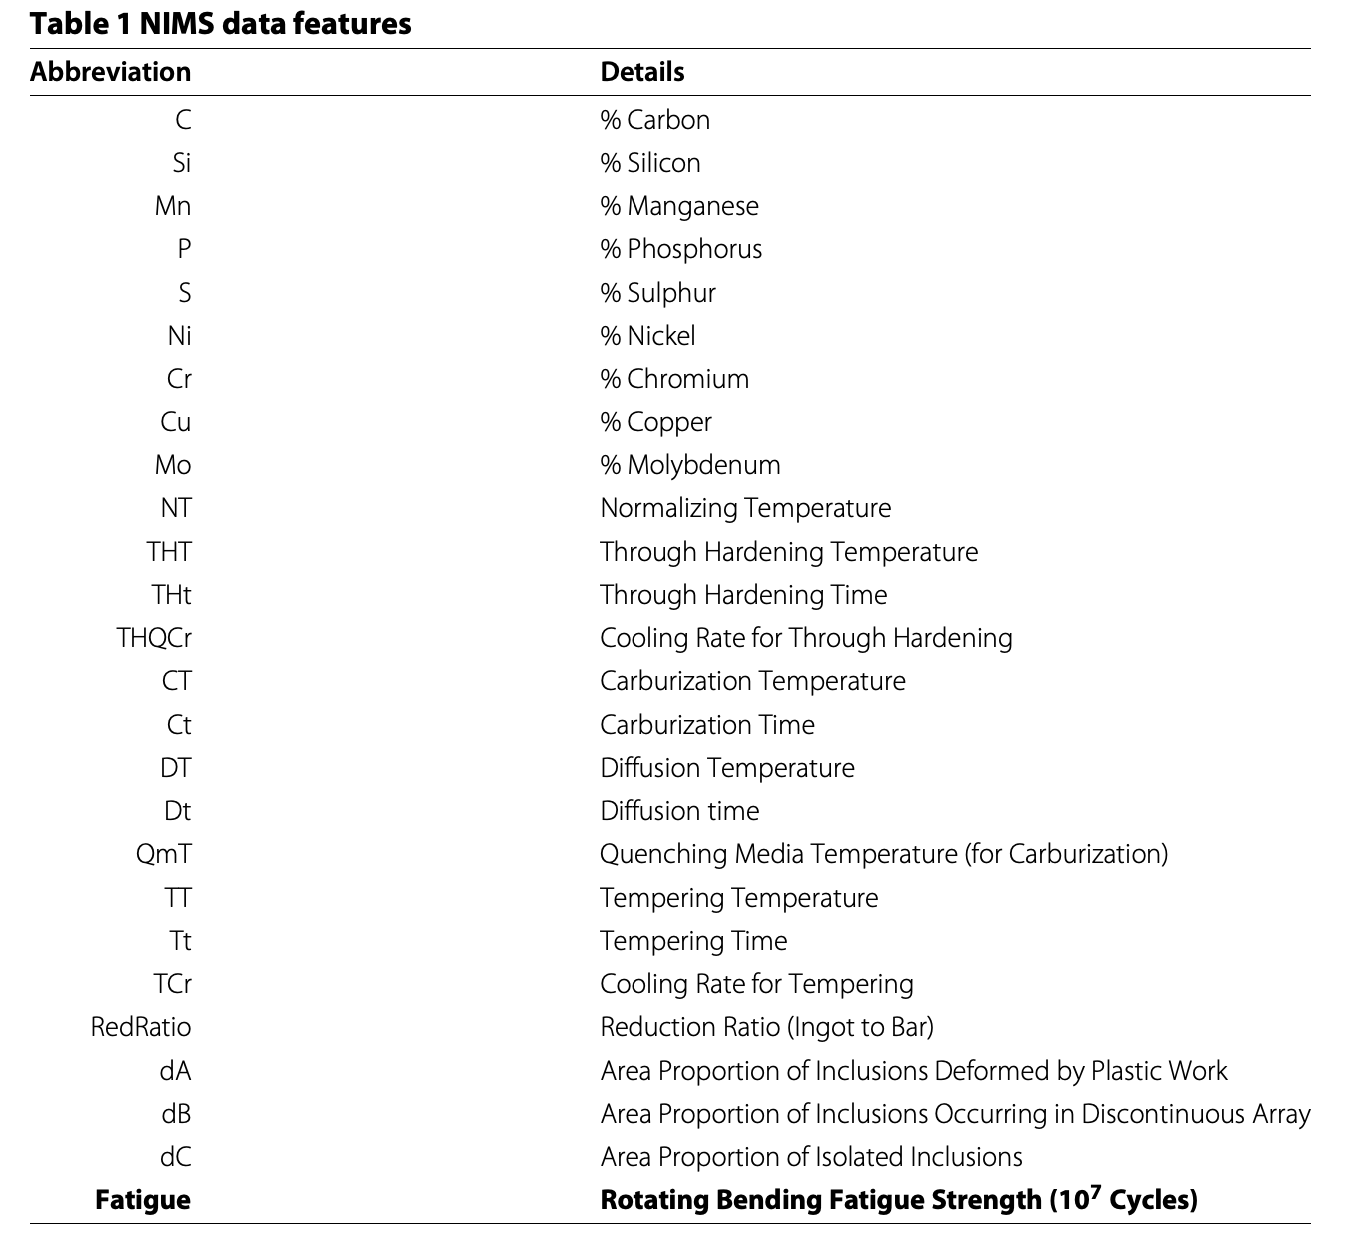 Table 1 NIMS data features
Abbreviation Details
C % Carbon
Si % Silicon
Mn % Manganese
P % Phosphorus
S % Sulphur
Ni % Nickel
Cr % Chromium
Cu % Copper
Mo % Molybdenum
NT Normalizing Temperature
THT Through Hardening Temperature
THt Through Hardening Time
THQCr Cooling Rate for Through Hardening
CT Carburization Temperature
Ct Carburization Time
DT Diffusion Temperature
Dt Diffusion time
QmT Quenching Media Temperature (for Carburization)
TT Tempering Temperature
Tt Tempering Time
TCr Cooling Rate for Tempering
RedRatio Reduction Ratio (Ingot to Bar)
dA Area Proportion of Inclusions Deformed by Plastic Work
dB Area Proportion of Inclusions Occurring in Discontinuous Array
dC Area Proportion of Isolated Inclusions
Fatigue Rotating Bending Fatigue Strength (10⁷ Cycles)